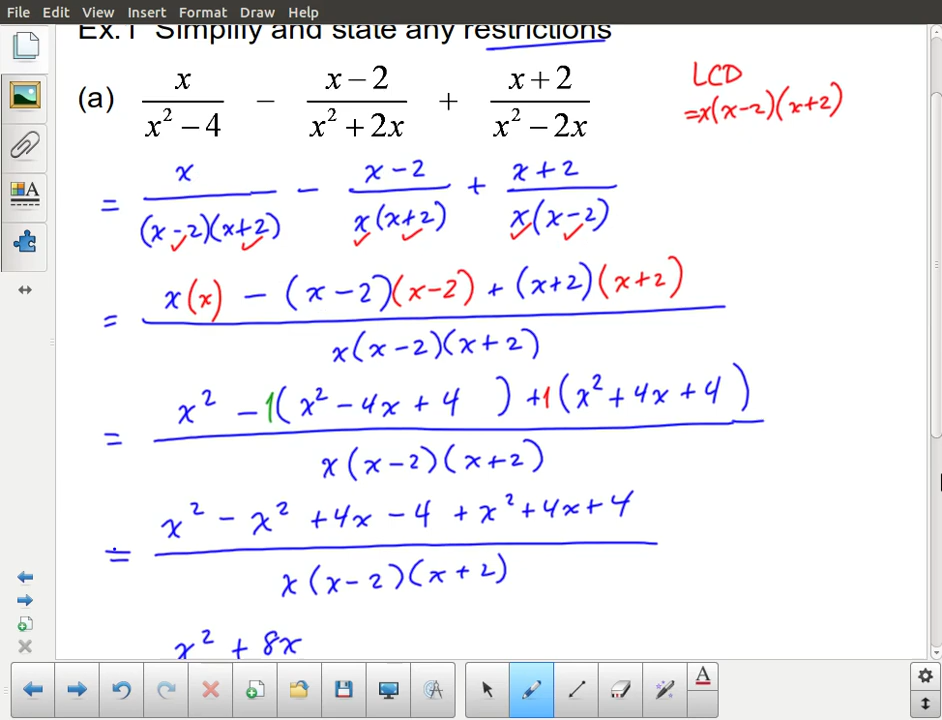 File Edit View Insert Format Draw Help
Ex.1 Simplify and state any restrictions
(a) x/(x² − 4) − (x − 2)/(x² + 2x) + (x + 2)/(x² − 2x)
LCD
=x(x−2)(x+2)
= x/((x−2)(x+2)) − (x−2)/(x(x+2)) + (x+2)/(x(x−2))
= (x(x) − (x−2)(x−2) + (x+2)(x+2))/(x(x−2)(x+2))
= (x² −1(x² − 4x + 4) +1(x² + 4x + 4))/(x(x−2)(x+2))
= (x² − x² + 4x − 4 + x² + 4x + 4)/(x(x−2)(x+2))
x² + 8x
A